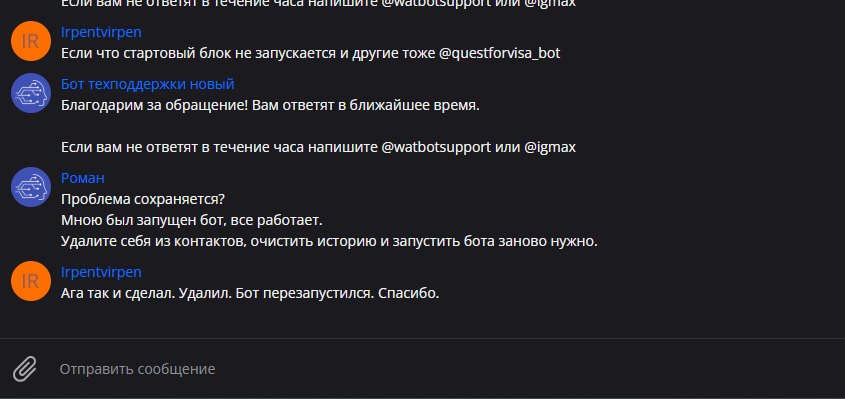 Если вам не ответят в течение часа напишите @watbotsupport или @igmax
IR
Irpentvirpen
Если что стартовый блок не запускается и другие тоже @questforvisa_bot
Бот техподдержки новый
Благодарим за обращение! Вам ответят в ближайшее время.
Если вам не ответят в течение часа напишите @watbotsupport или @igmax
Роман
Проблема сохраняется?
Мною был запущен бот, все работает.
Удалите себя из контактов, очистить историю и запустить бота заново нужно.
IR
Irpentvirpen
Ага так и сделал. Удалил. Бот перезапустился. Спасибо.
Отправить сообщение